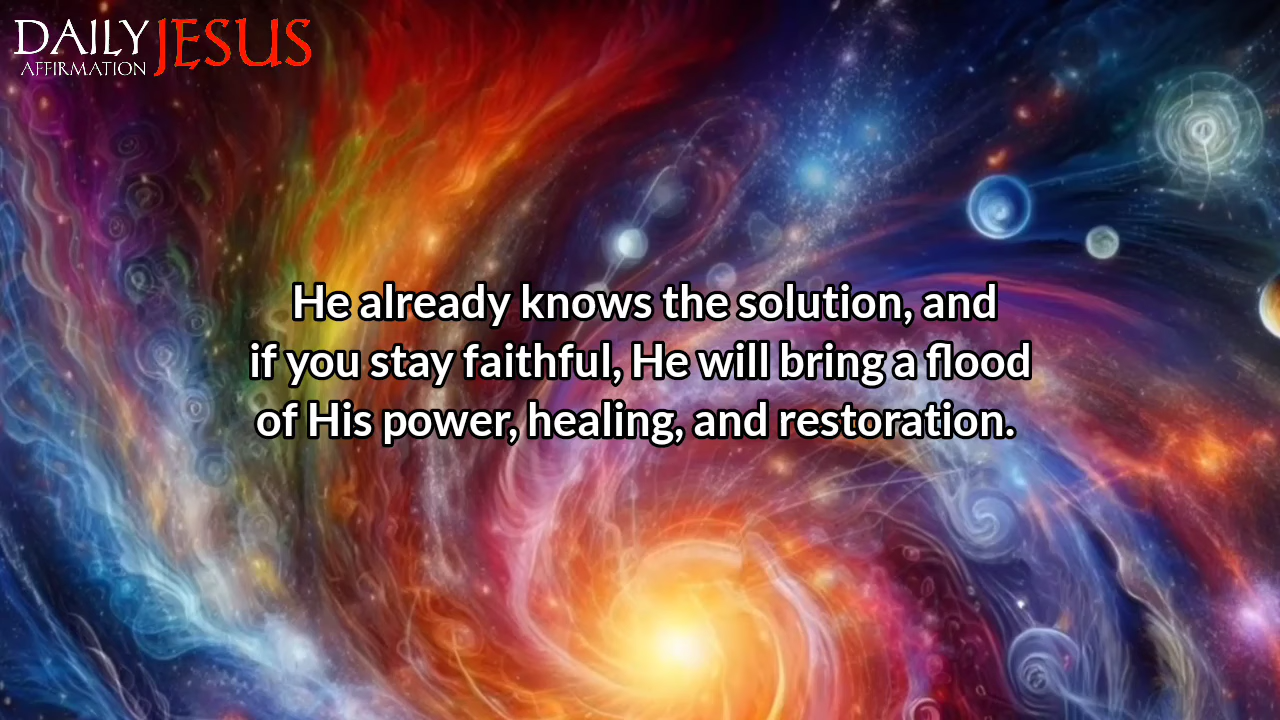 DAILY JESUS
AFFIRMATION
He already knows the solution, and
if you stay faithful, He will bring a flood
of His power, healing, and restoration.